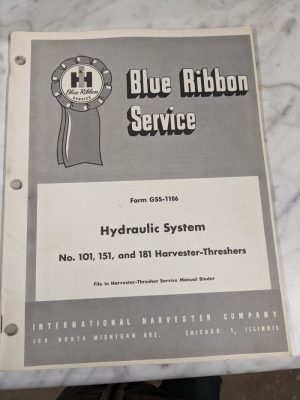 IH
Blue Ribbon
SERVICE
Blue Ribbon
Service
Form GSS-1106
Hydraulic System
No. 101, 151, and 181 Harvester-Threshers
File in Harvester-Thresher Service Manual Binder
INTERNATIONAL HARVESTER COMPANY
180 NORTH MICHIGAN AVE. CHICAGO 1, ILLINOIS